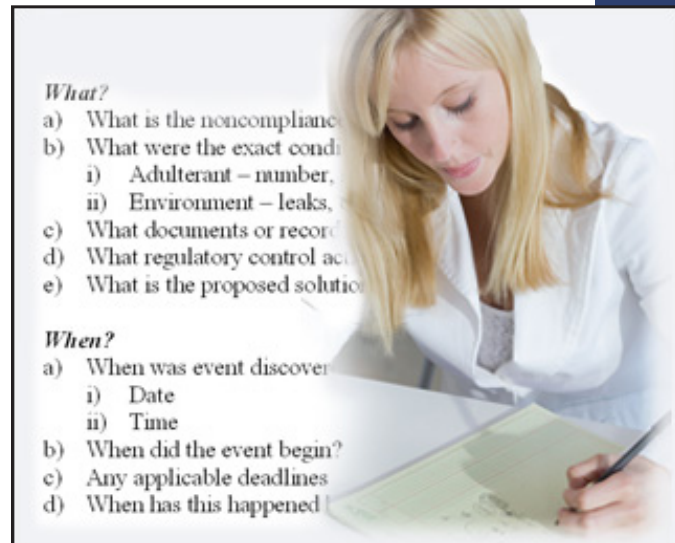 What?
a) What is the noncompliance
b) What were the exact condi
i) Adulterant – number,
ii) Environment – leaks,
c) What documents or record
d) What regulatory control ac
e) What is the proposed solutio
When?
a) When was event discover
i) Date
ii) Time
b) When did the event begin?
c) Any applicable deadlines
d) When has this happened